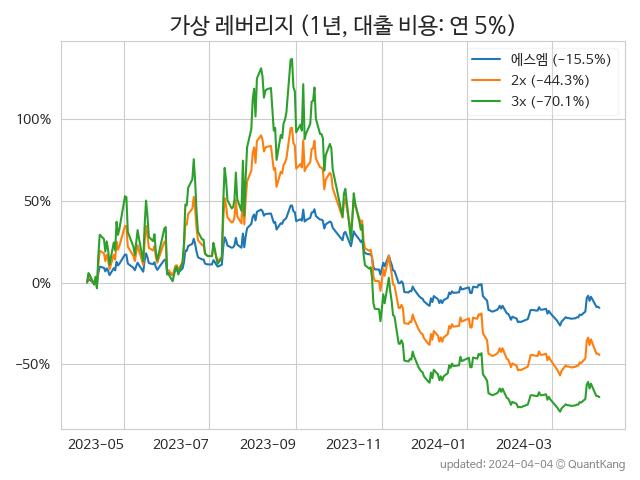 가상 레버리지 (1년, 대출 비용: 연 5%)
에스엠 (−15.5%)
2x (−44.3%)
3x (−70.1%)
100%
50%
0%
−50%
2023−05 2023−07 2023−09 2023−11 2024−01 2024−03
updated: 2024−04−04 © QuantKang